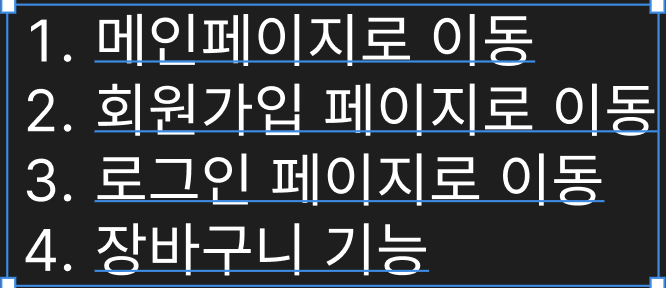 1. 메인페이지로 이동
2. 회원가입 페이지로 이동
3. 로그인 페이지로 이동
4. 장바구니 기능